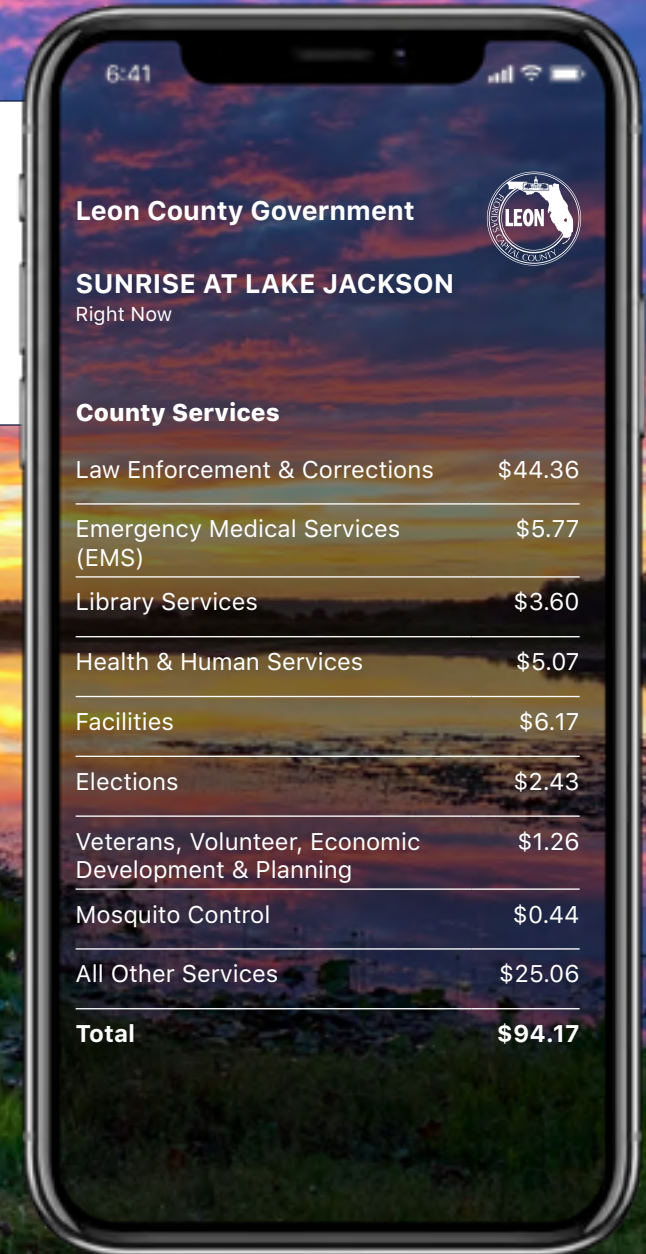 6:41
Leon County Government
LEON
FLORIDA'S CAPITAL COUNTY
SUNRISE AT LAKE JACKSON
Right Now
County Services
Law Enforcement & Corrections $44.36
Emergency Medical Services $5.77
(EMS)
Library Services $3.60
Health & Human Services $5.07
Facilities $6.17
Elections $2.43
Veterans, Volunteer, Economic $1.26
Development & Planning
Mosquito Control $0.44
All Other Services $25.06
Total $94.17